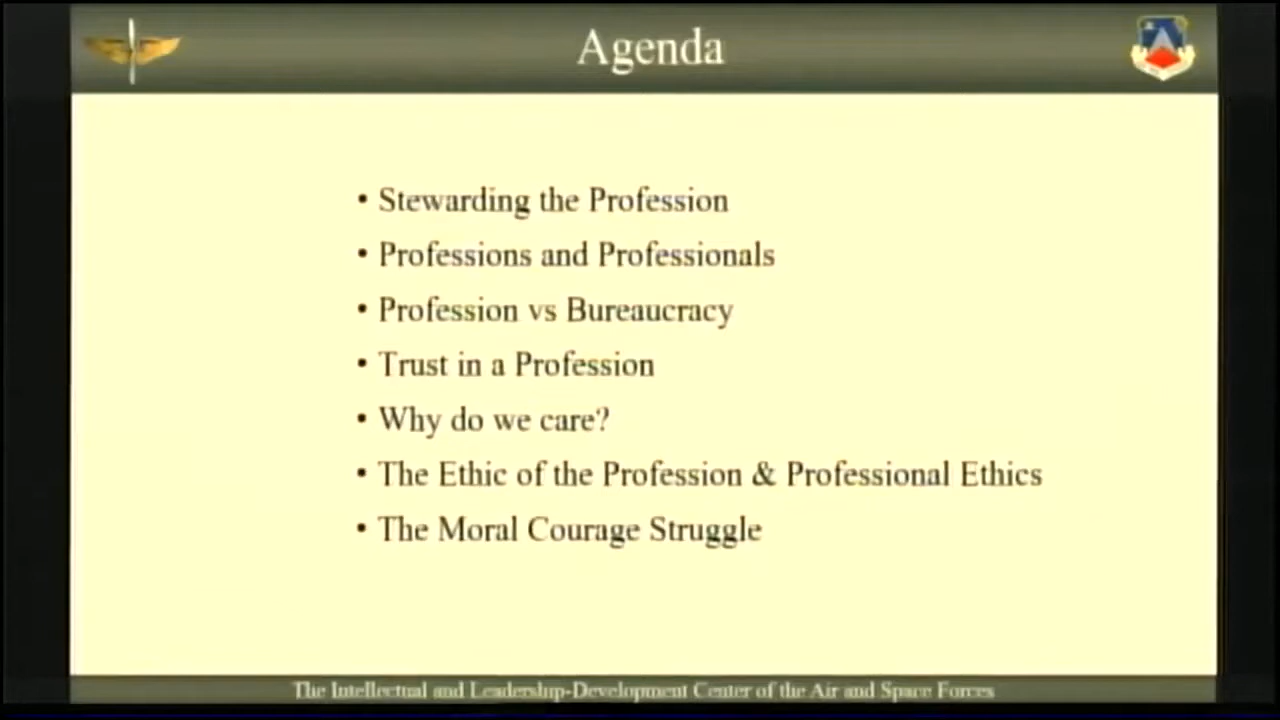 Agenda
• Stewarding the Profession
• Professions and Professionals
• Profession vs Bureaucracy
• Trust in a Profession
• Why do we care?
• The Ethic of the Profession & Professional Ethics
• The Moral Courage Struggle
The Intellectual and Leadership-Development Center of the Air and Space Forces